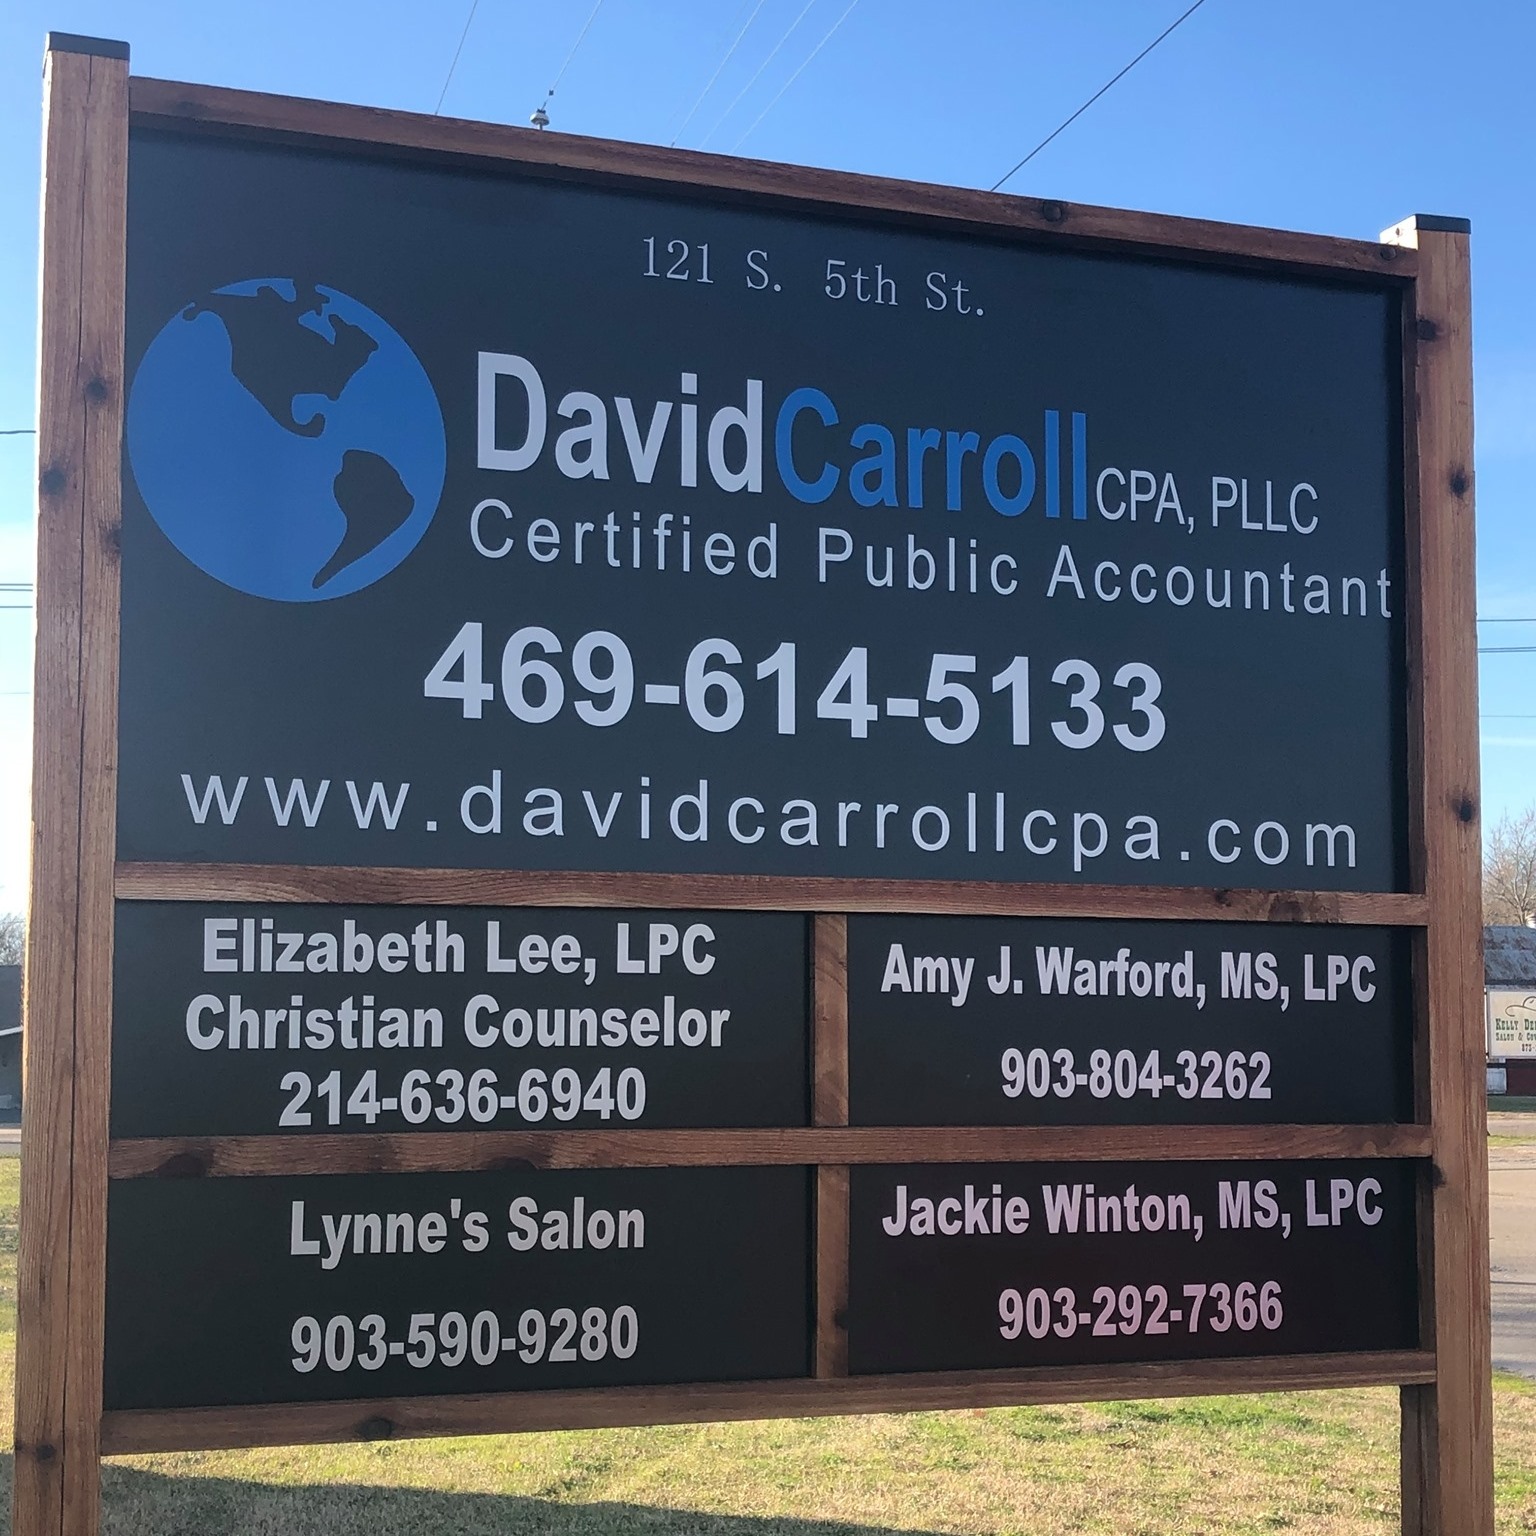 121 S. 5th St.
DavidCarroll CPA, PLLC
Certified Public Accountant
469-614-5133
www.davidcarrollcpa.com
Elizabeth Lee, LPC
Christian Counselor
214-636-6940
Amy J. Warford, MS, LPC
903-804-3262
Lynne's Salon
903-590-9280
Jackie Winton, MS, LPC
903-292-7366
KELLY
SALON &